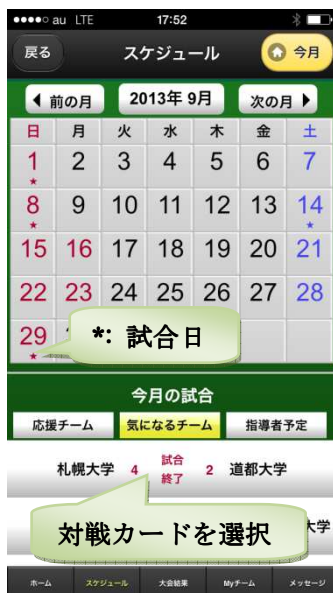 au LTE 17:52
戻る スケジュール 今月
前の月 2013年 9月 次の月
日 月 火 水 木 金 土
1 2 3 4 5 6 7
★
8 9 10 11 12 13 14
★ ★
15 16 17 18 19 20 21
22 23 24 25 26 27 28
29
★
*: 試合日
今月の試合
応援チーム 気になるチーム 指導者予定
札幌大学 4 試合終了 2 道都大学
大学
対戦カードを選択
ホーム スケジュール 大会結果 Myチーム メッセージ